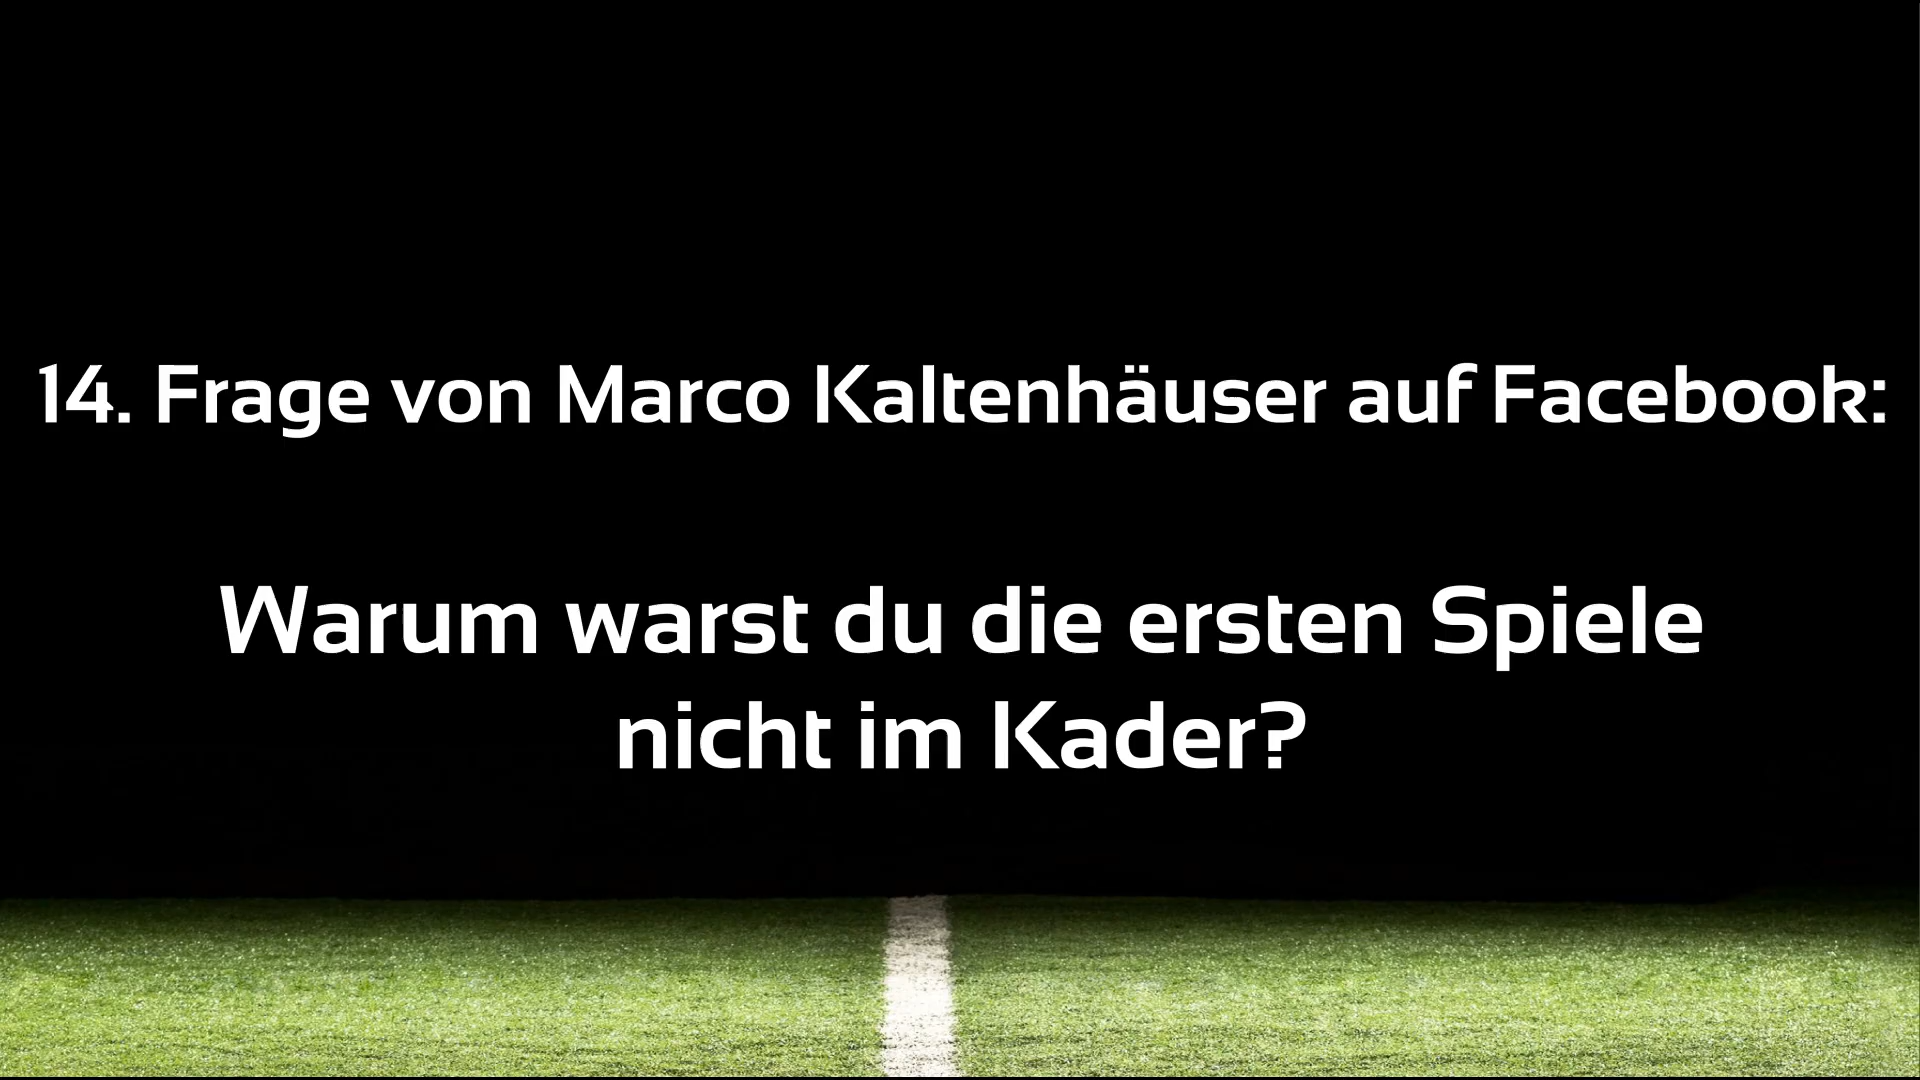 14. Frage von Marco Kaltenhäuser auf Facebook:
Warum warst du die ersten Spiele
nicht im Kader?